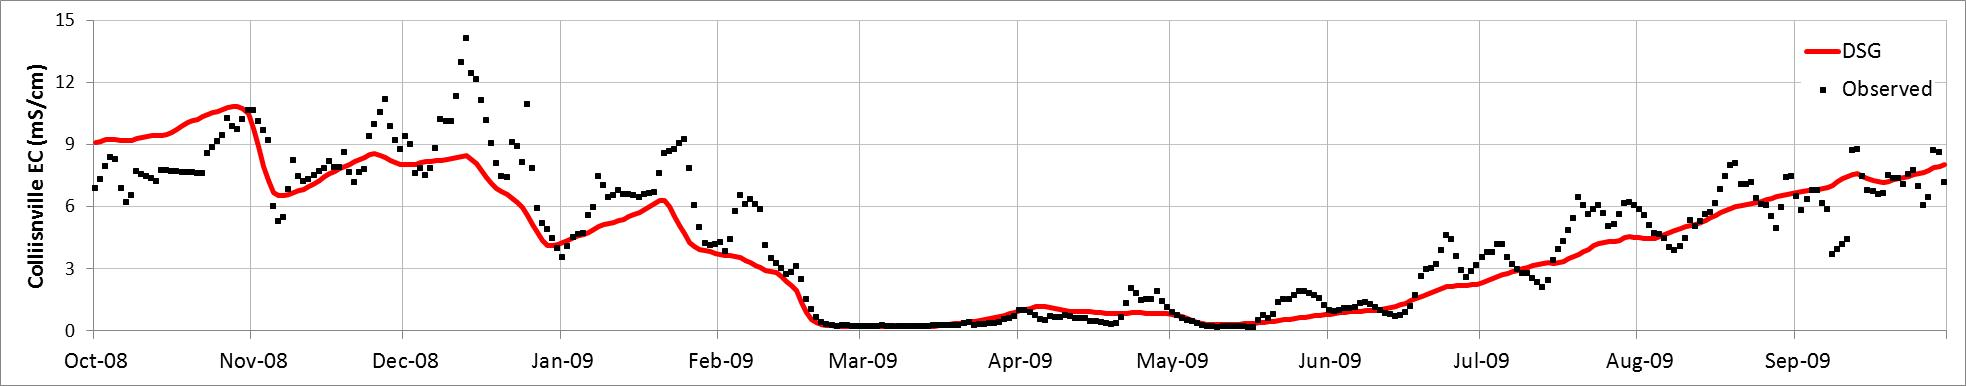 15
12
9
6
3
0
Colliisnville EC (mS/cm)
DSG
Observed
Oct-08 Nov-08 Dec-08 Jan-09 Feb-09 Mar-09 Apr-09 May-09 Jun-09 Jul-09 Aug-09 Sep-09